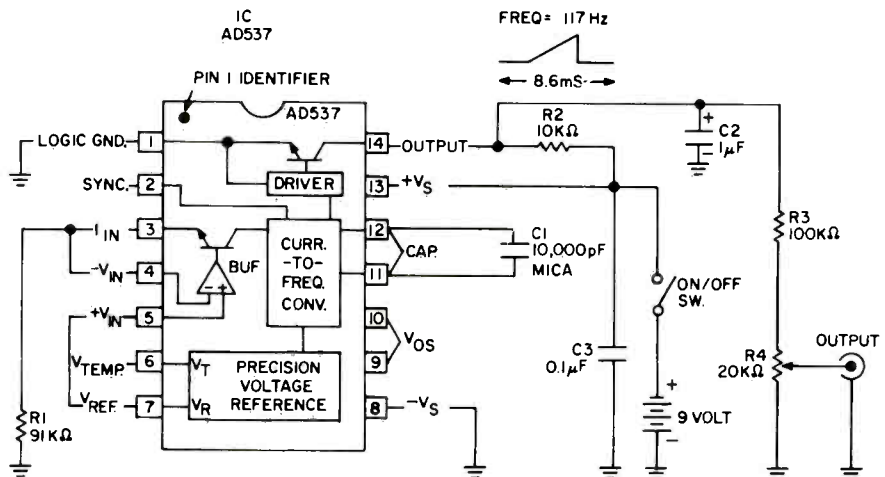 IC
AD537
FREQ = 117 Hz
8.6mS
PIN 1 IDENTIFIER
AD537
LOGIC GND.
1
14
OUTPUT
R2
10KΩ
+
C2
1µF
-
DRIVER
SYNC.
2
13
+VS
IIN
3
12
CURR.
-TO-
FREQ.
CONV.
CAP.
C1
10,000pF
MICA
R3
100KΩ
-VIN
4
BUF
- +
11
ON/OFF
SW.
+VIN
5
10
VOS
VTEMP.
6
VT
PRECISION
VOLTAGE
REFERENCE
9
C3
0.1µF
R4
20KΩ
OUTPUT
VREF.
7
VR
8
-VS
+
9 VOLT
-
R1
91KΩ